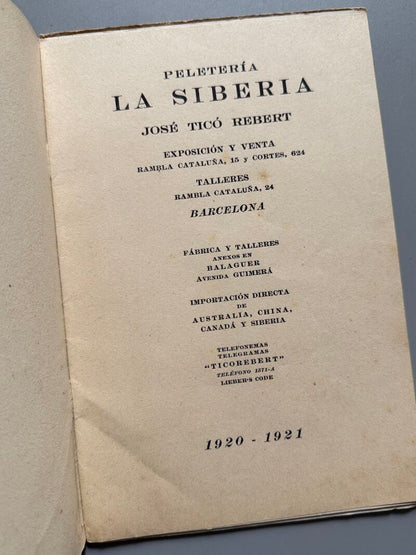 PELETERÍA
LA SIBERIA
JOSÉ TICÓ REBERT
EXPOSICIÓN Y VENTA
RAMBLA CATALUÑA, 15 y CORTES, 624
TALLERES
RAMBLA CATALUÑA, 24
BARCELONA
FÁBRICA Y TALLERES
ANEXOS EN
BALAGUER
AVENIDA GUIMERÁ
IMPORTACIÓN DIRECTA
DE
AUSTRALIA, CHINA,
CANADÁ Y SIBERIA
TELEFONEMAS
TELEGRAMAS
"TICOREBERT"
TELÉFONO 1371-A
LIEBER'S CODE
1920 - 1921